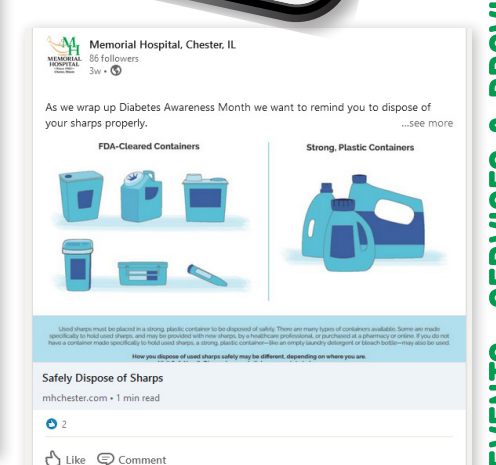 MH
MEMORIAL
HOSPITAL
Chester, Illinois
Memorial Hospital, Chester, IL
86 followers
3w •
As we wrap up Diabetes Awareness Month we want to remind you to dispose of
your sharps properly.
...see more
FDA-Cleared Containers
Strong, Plastic Containers
Used sharps must be placed in a strong, plastic container to be disposed of safely. There are many types of containers available. Some are made
specifically to hold used sharps, and may be provided with new sharps, by a healthcare professional, or purchased at a pharmacy or online. If you do not
have a container made specifically to hold used sharps, a strong, plastic container—like an empty laundry detergent or bleach bottle—may also be used.
How you dispose of used sharps safely may be different, depending on where you are.
Safely Dispose of Sharps
mhchester.com • 1 min read
2
Like
Comment
SERVICES &